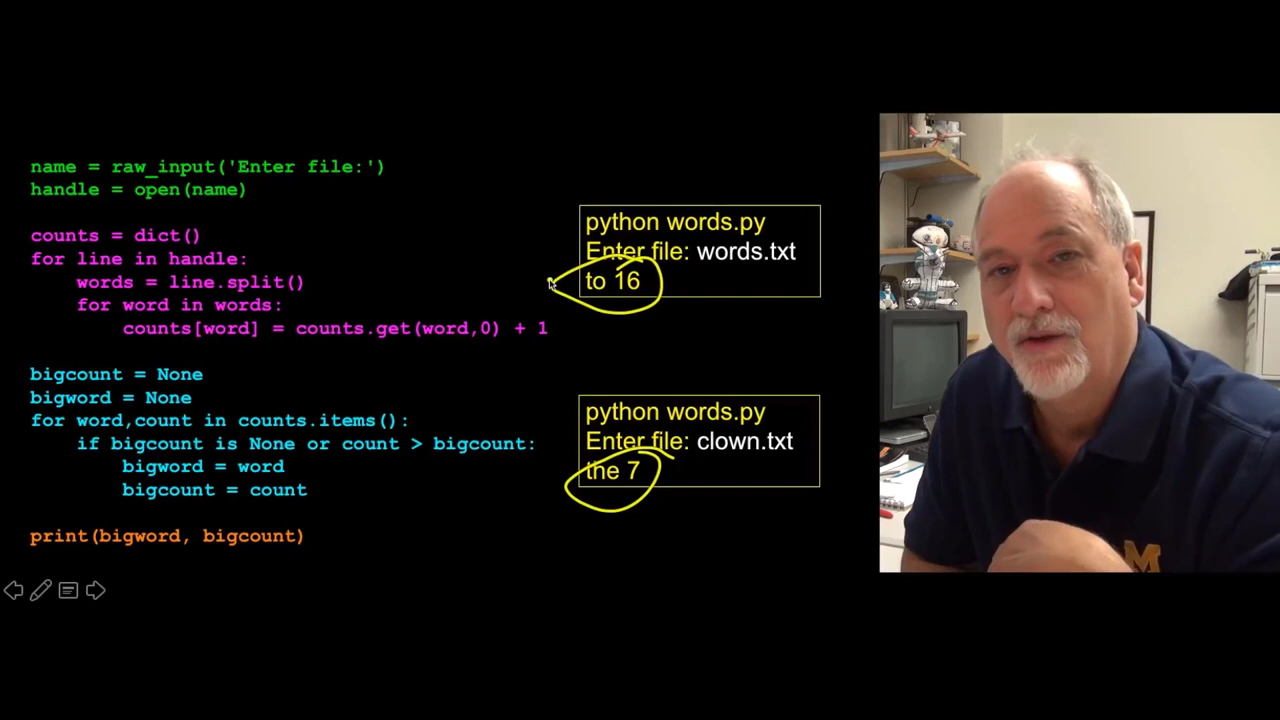 name = raw_input('Enter file:')
handle = open(name)
counts = dict()
for line in handle:
    words = line.split()
    for word in words:
        counts[word] = counts.get(word,0) + 1
bigcount = None
bigword = None
for word,count in counts.items():
    if bigcount is None or count > bigcount:
        bigword = word
        bigcount = count
print(bigword, bigcount)
python words.py
Enter file: words.txt
to 16
python words.py
Enter file: clown.txt
the 7
M